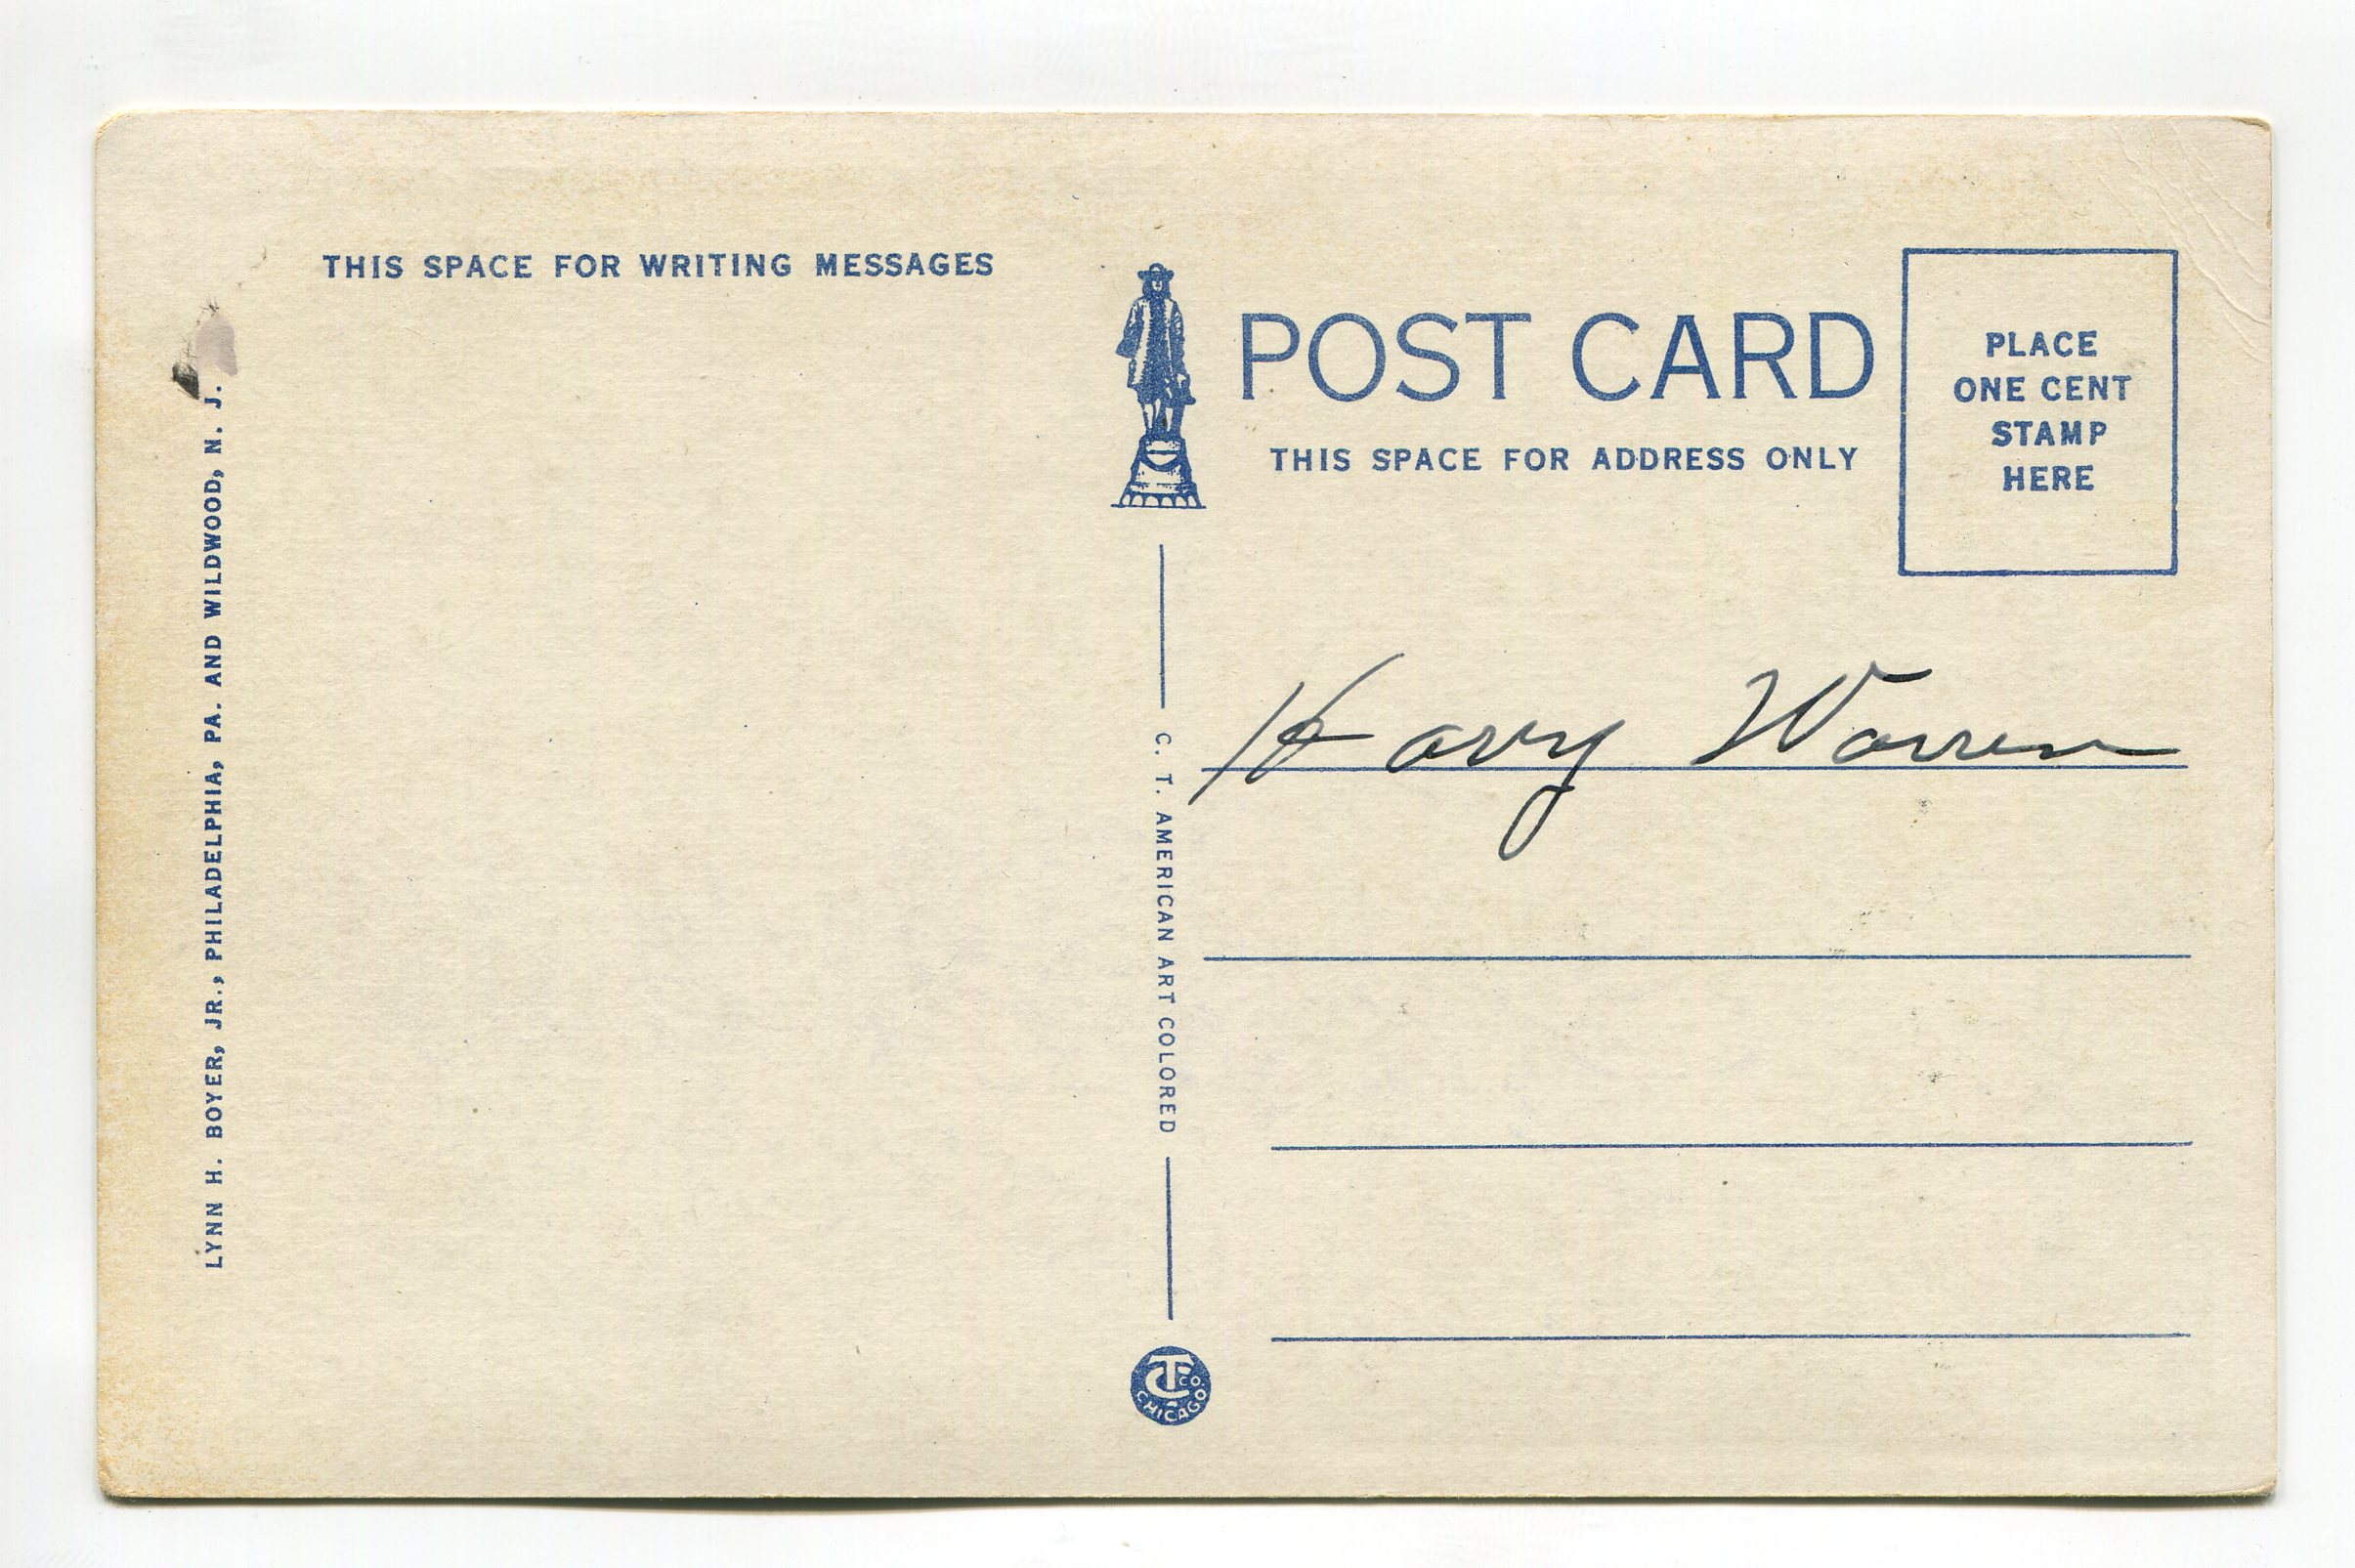 THIS SPACE FOR WRITING MESSAGES
LYNN H. BOYER, JR., PHILADELPHIA, PA. AND WILDWOOD, N. J.
POST CARD
THIS SPACE FOR ADDRESS ONLY
PLACE
ONE CENT
STAMP
HERE
Harry Warren
C. T. AMERICAN ART COLORED
CT CO.
CHICAGO